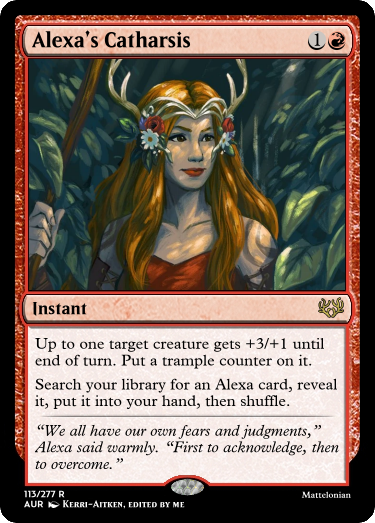 Alexa's Catharsis 1
Instant
Up to one target creature gets +3/+1 until
end of turn. Put a trample counter on it.
Search your library for an Alexa card, reveal
it, put it into your hand, then shuffle.
“We all have our own fears and judgments,”
Alexa said warmly. “First to acknowledge, then
to overcome.”
113/277 R
AUR Kerri-Aitken, edited by me
Mattelonian